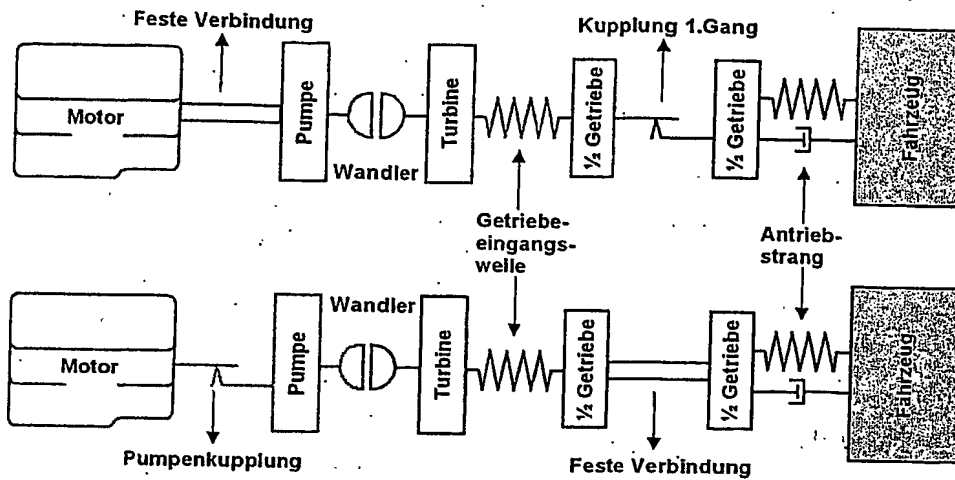 Feste Verbindung
Kupplung 1.Gang
Motor
Pumpe
Wandler
Turbine
½ Getriebe
½ Getriebe
Fahrzeug
Getriebe-
eingangs-
welle
Antrieb-
strang
Motor
Pumpe
Wandler
Turbine
½ Getriebe
½ Getriebe
Fahrzeug
Pumpenkupplung
Feste Verbindung